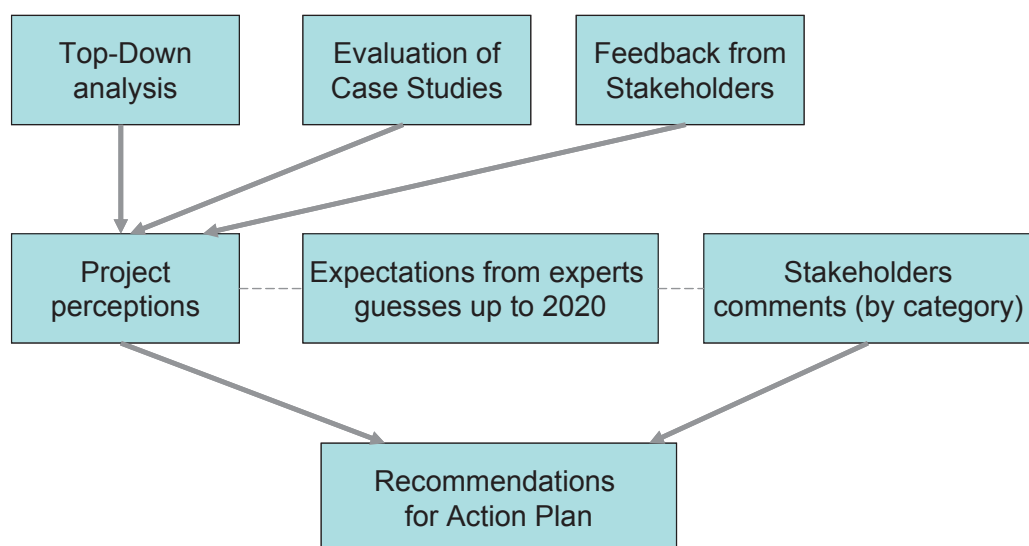 Top-Down
analysis
Evaluation of
Case Studies
Feedback from
Stakeholders
Project
perceptions
Expectations from experts
guesses up to 2020
Stakeholders
comments (by category)
Recommendations
for Action Plan